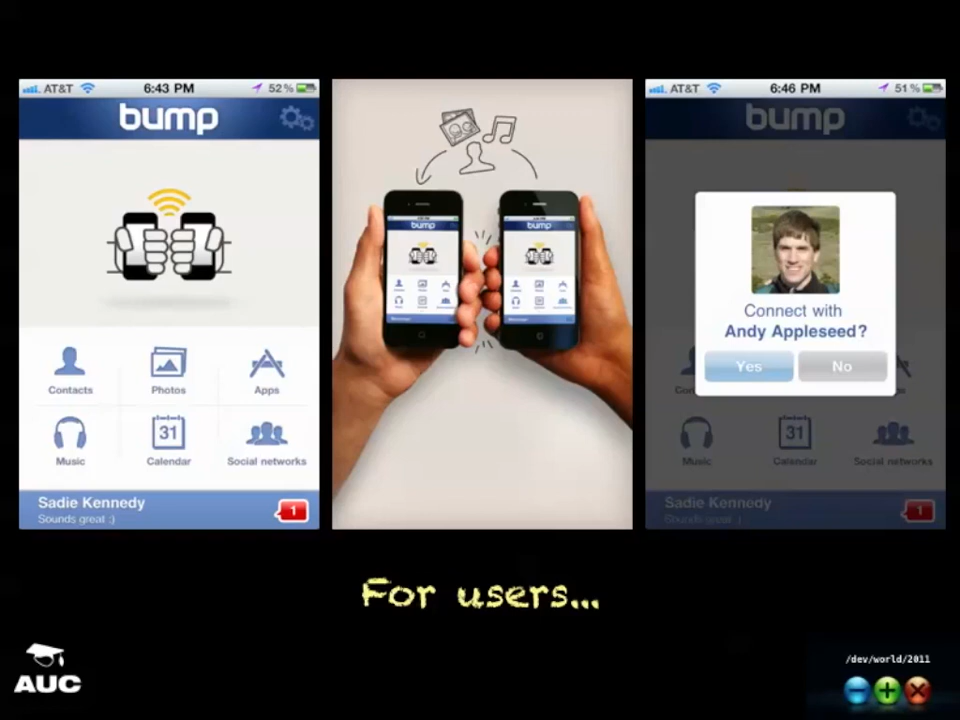 AT&T 6:43 PM 52%
bump
Contacts Photos Apps
31
Music Calendar Social networks
Sadie Kennedy
Sounds great :)
1
bump
bump
AT&T 6:46 PM 51%
bump
Connect with
Andy Appleseed?
Yes No
31
Music Calendar Social networks
Sadie Kennedy
Sounds great :)
1
For users...
AUC
/dev/world/2011